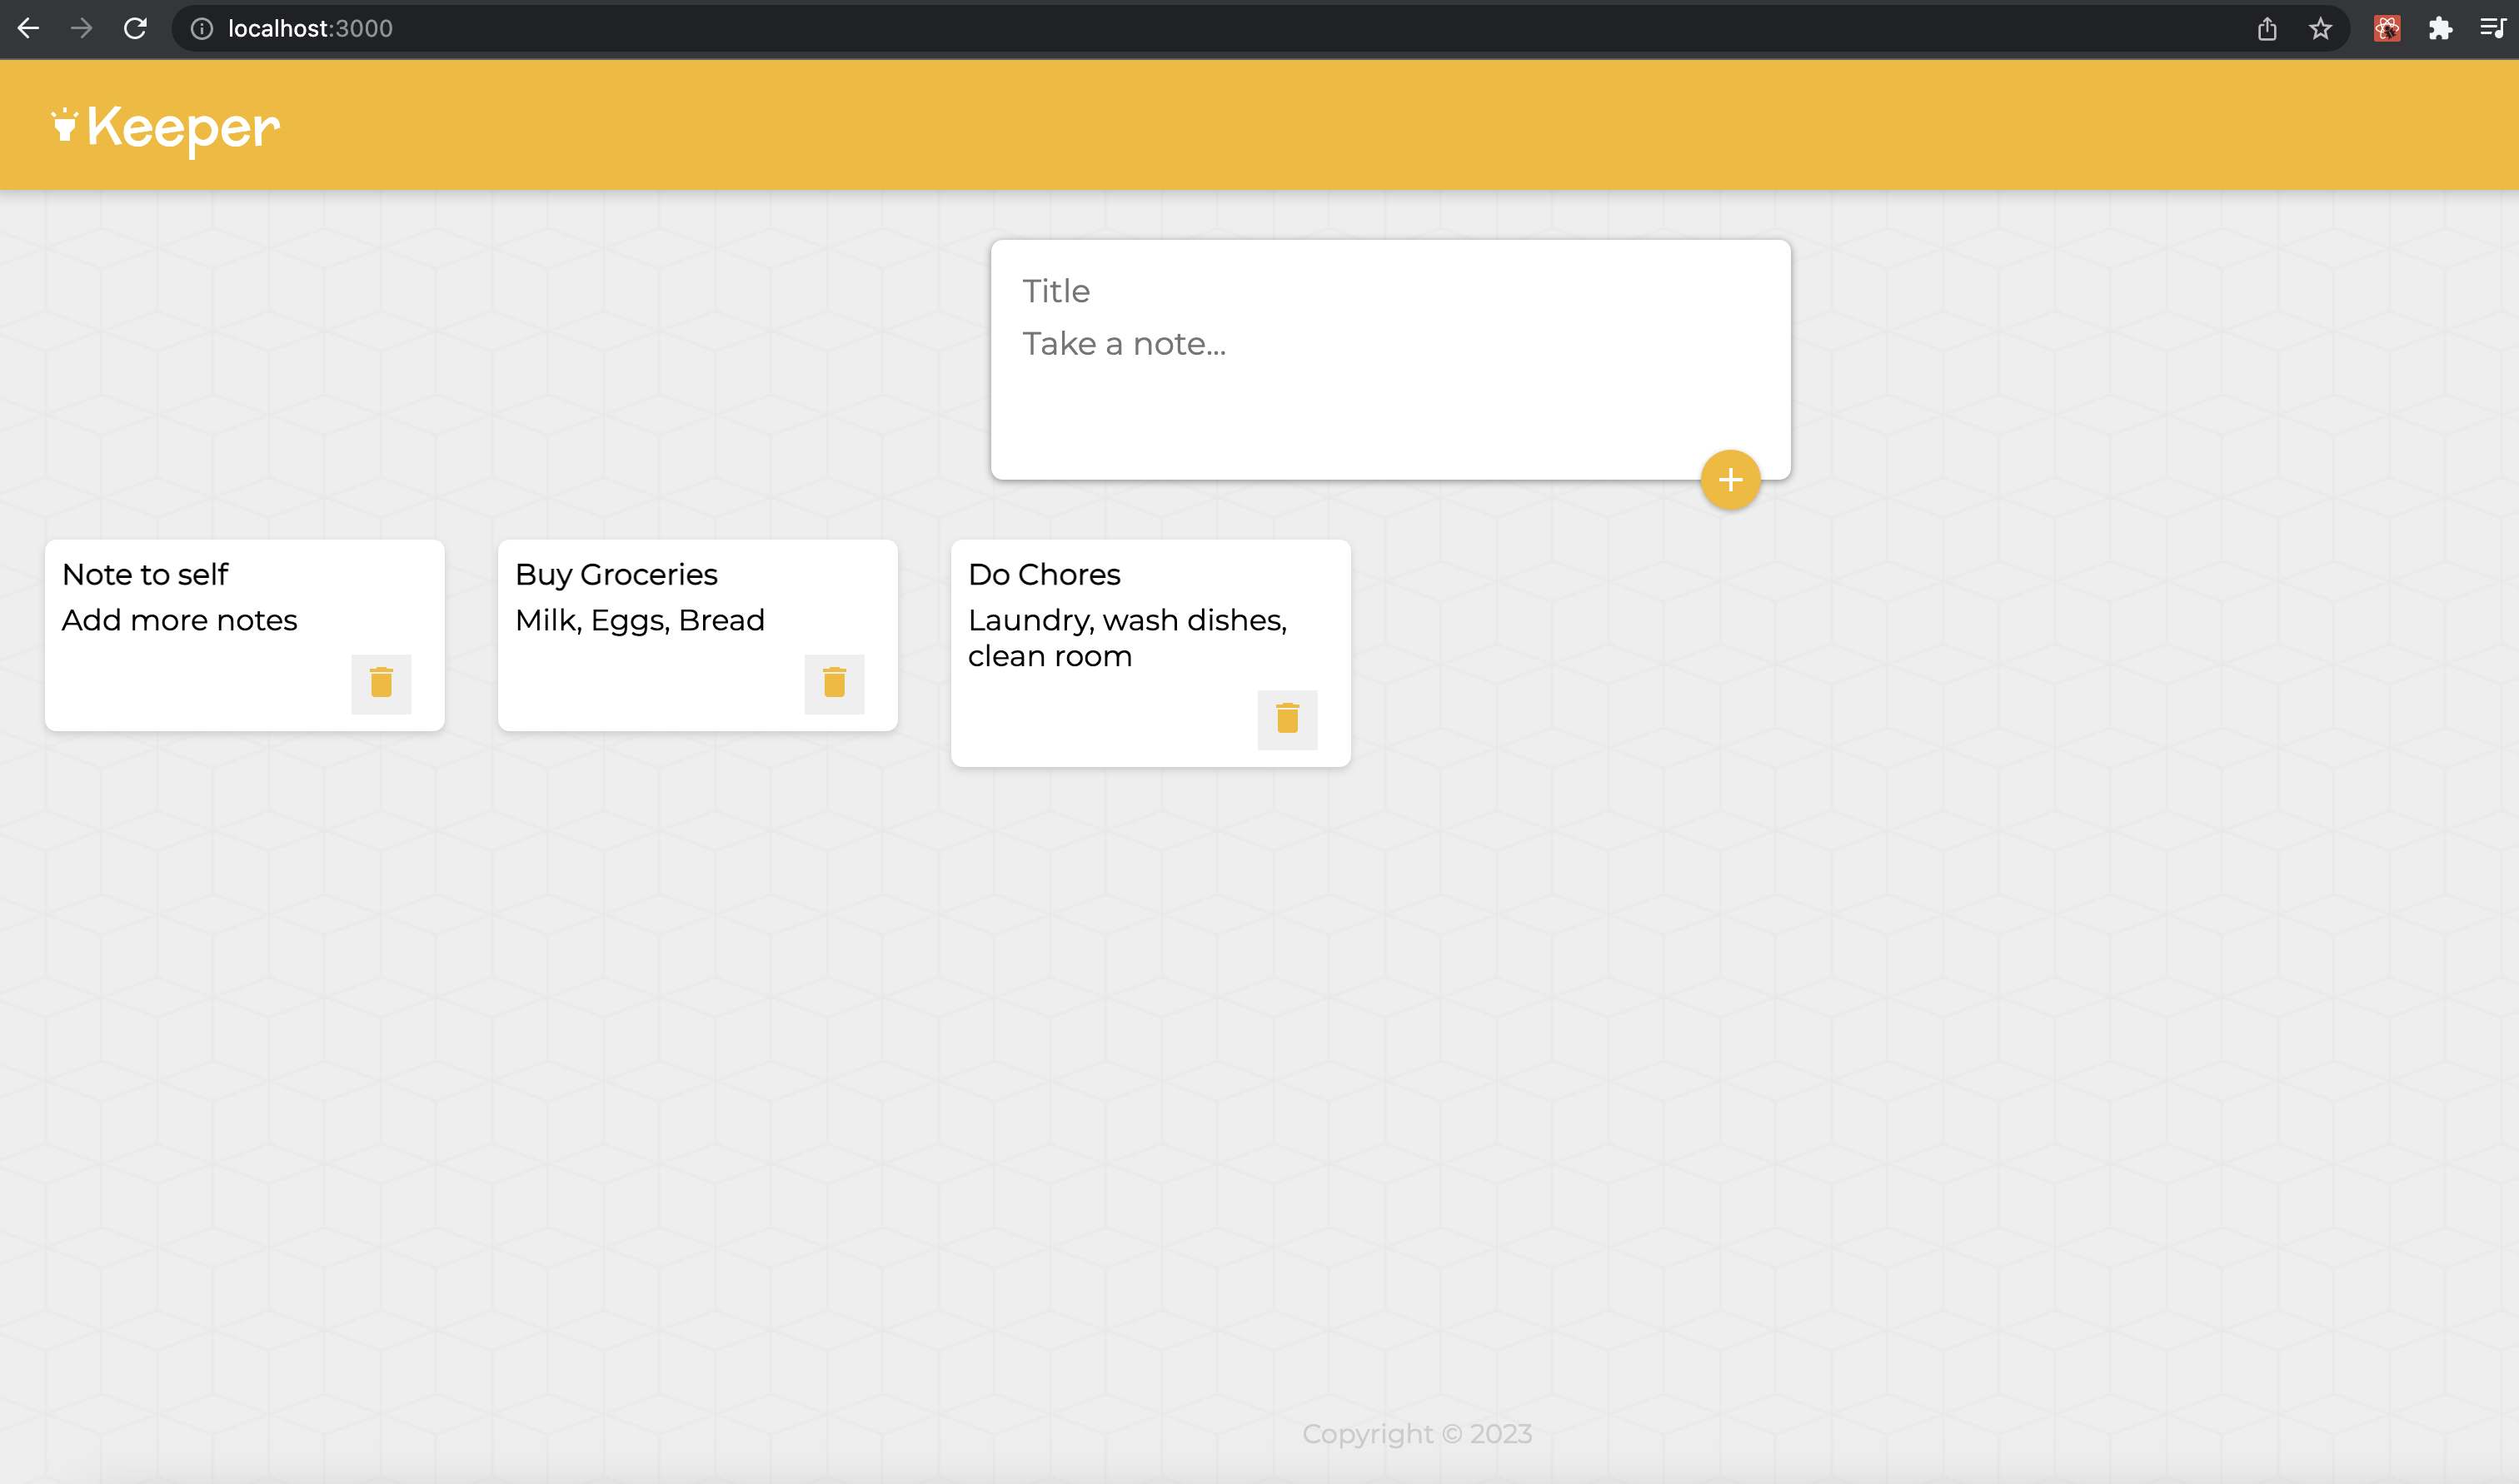 localhost:3000
Keeper
Title
Take a note...
Note to self
Add more notes
Buy Groceries
Milk, Eggs, Bread
Do Chores
Laundry, wash dishes,
clean room
Copyright © 2023